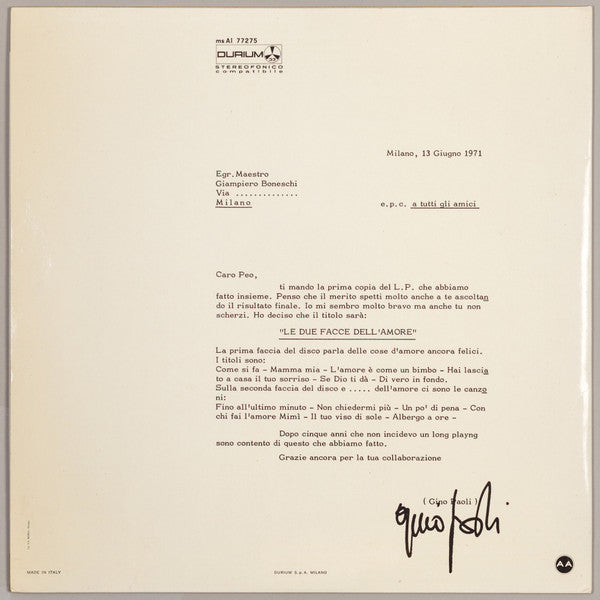 ms AI 77275
DURIUM
STEREOFONICO
compatibile
Milano, 13 Giugno 1971
Egr. Maestro
Giampiero Boneschi
Via ..............
Milano
e.p.c. a tutti gli amici
Caro Peo,
ti mando la prima copia del L.P. che abbiamo
fatto insieme. Penso che il merito spetti molto anche a te ascoltan
do il risultato finale. Io mi sembro molto bravo ma anche tu non
scherzi. Ho deciso che il titolo sarà:
"LE DUE FACCE DELL'AMORE"
La prima faccia del disco parla delle cose d'amore ancora felici.
I titoli sono:
Come si fa - Mamma mia - L'amore è come un bimbo - Hai lascia
to a casa il tuo sorriso - Se Dio ti dà - Di vero in fondo.
Sulla seconda faccia del disco e ..... dell'amore ci sono le canzo
ni:
Fino all'ultimo minuto - Non chiedermi più - Un po' di pena - Con
chi fai l'amore Mimì - Il tuo viso di sole - Albergo a ore -
Dopo cinque anni che non incidevo un long playng
sono contento di questo che abbiamo fatto.
Grazie ancora per la tua collaborazione
( Gino Paoli )
gino paoli
MADE IN ITALY
DURIUM S.p.A. MILANO
AA